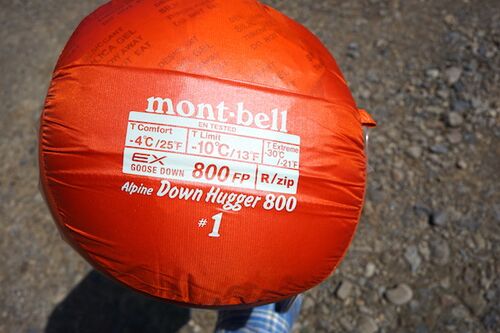 mont·bell
EN TESTED
T Comfort
-4°C/25°F
T Limit
-10°C/13°F
T Extreme
-30°C
/-21°F
EX
GOOSE DOWN
800 FP
R/zip
Alpine Down Hugger 800
#1